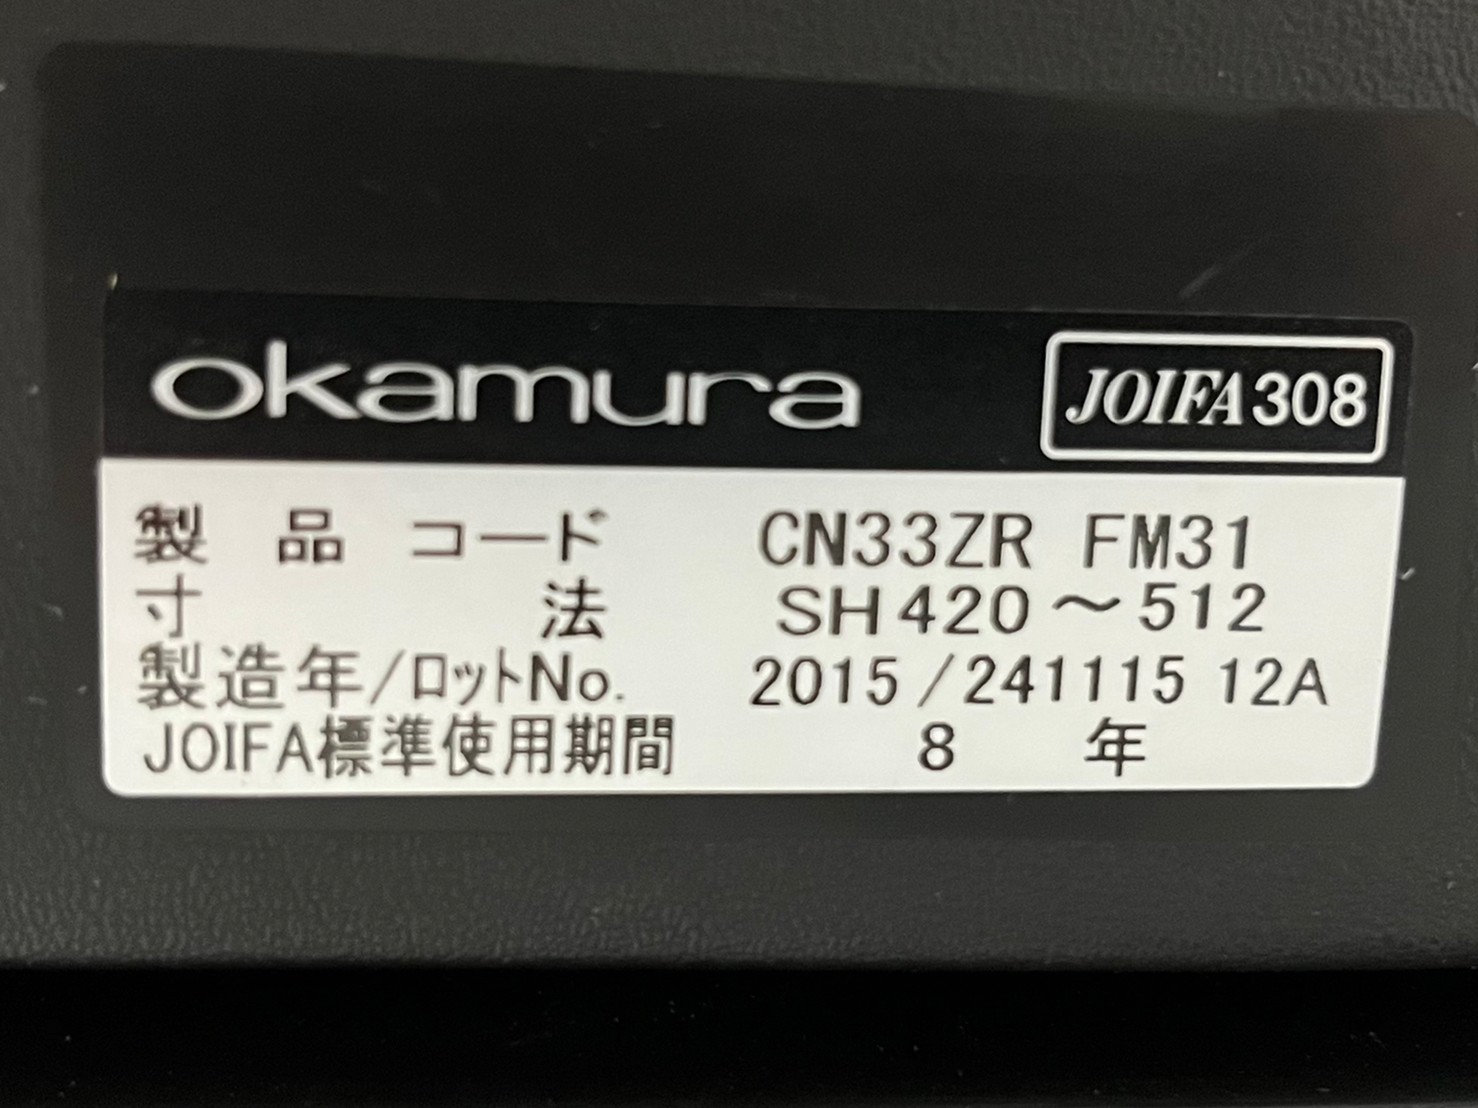 okamura JOIFA308
製品コード CN33ZR FM31
寸法 SH420～512
製造年/ロットNo. 2015/241115 12A
JOIFA標準使用期間 8年